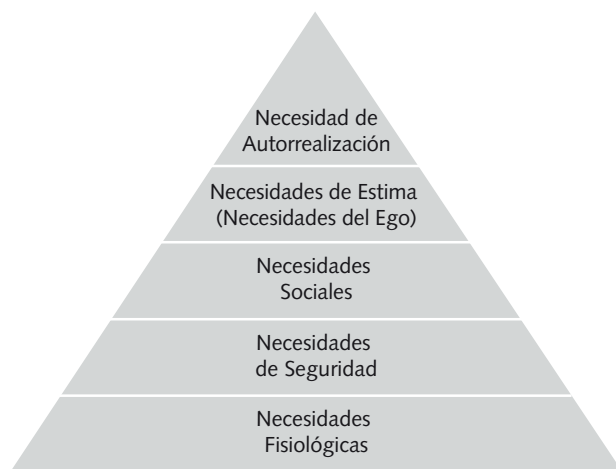 Necesidad de
Autorrealización
Necesidades de Estima
(Necesidades del Ego)
Necesidades
Sociales
Necesidades
de Seguridad
Necesidades
Fisiológicas